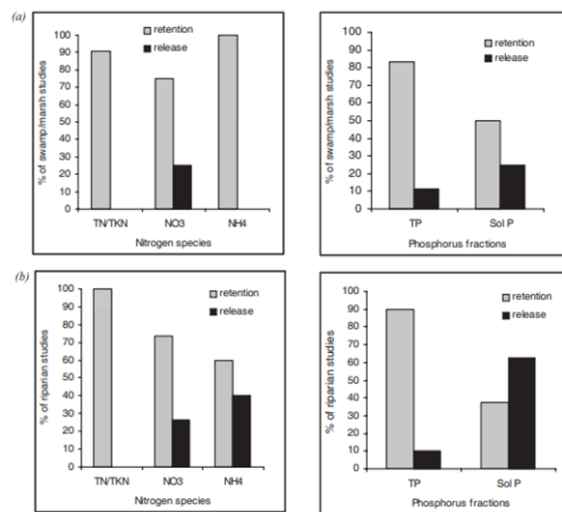 (a)
% of swamp/marsh studies
100
90
80
70
60
50
40
30
20
10
0
retention
release
TN/TKN NO3 NH4
Nitrogen species
% of swamp/marsh studies
100
90
80
70
60
50
40
30
20
10
0
retention
release
TP Sol P
Phosphorus fractions
(b)
% of riparian studies
100
90
80
70
60
50
40
30
20
10
0
retention
release
TN/TKN NO3 NH4
Nitrogen species
% of riparian studies
100
90
80
70
60
50
40
30
20
10
0
retention
release
TP Sol P
Phosphorus fractions